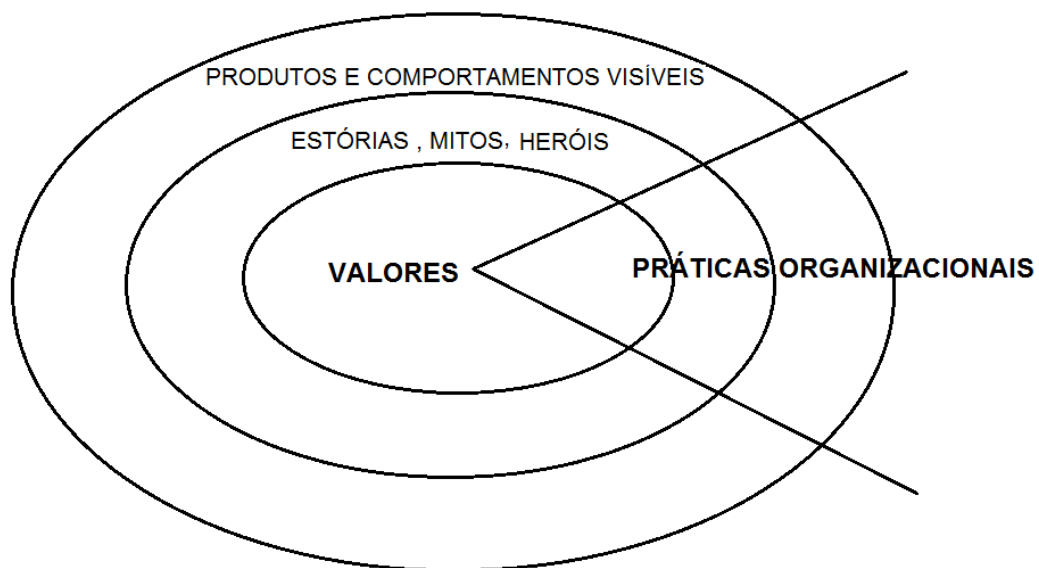 PRODUTOS E COMPORTAMENTOS VISÍVEIS
ESTÓRIAS , MITOS, HERÓIS
VALORES
PRÁTICAS ORGANIZACIONAIS